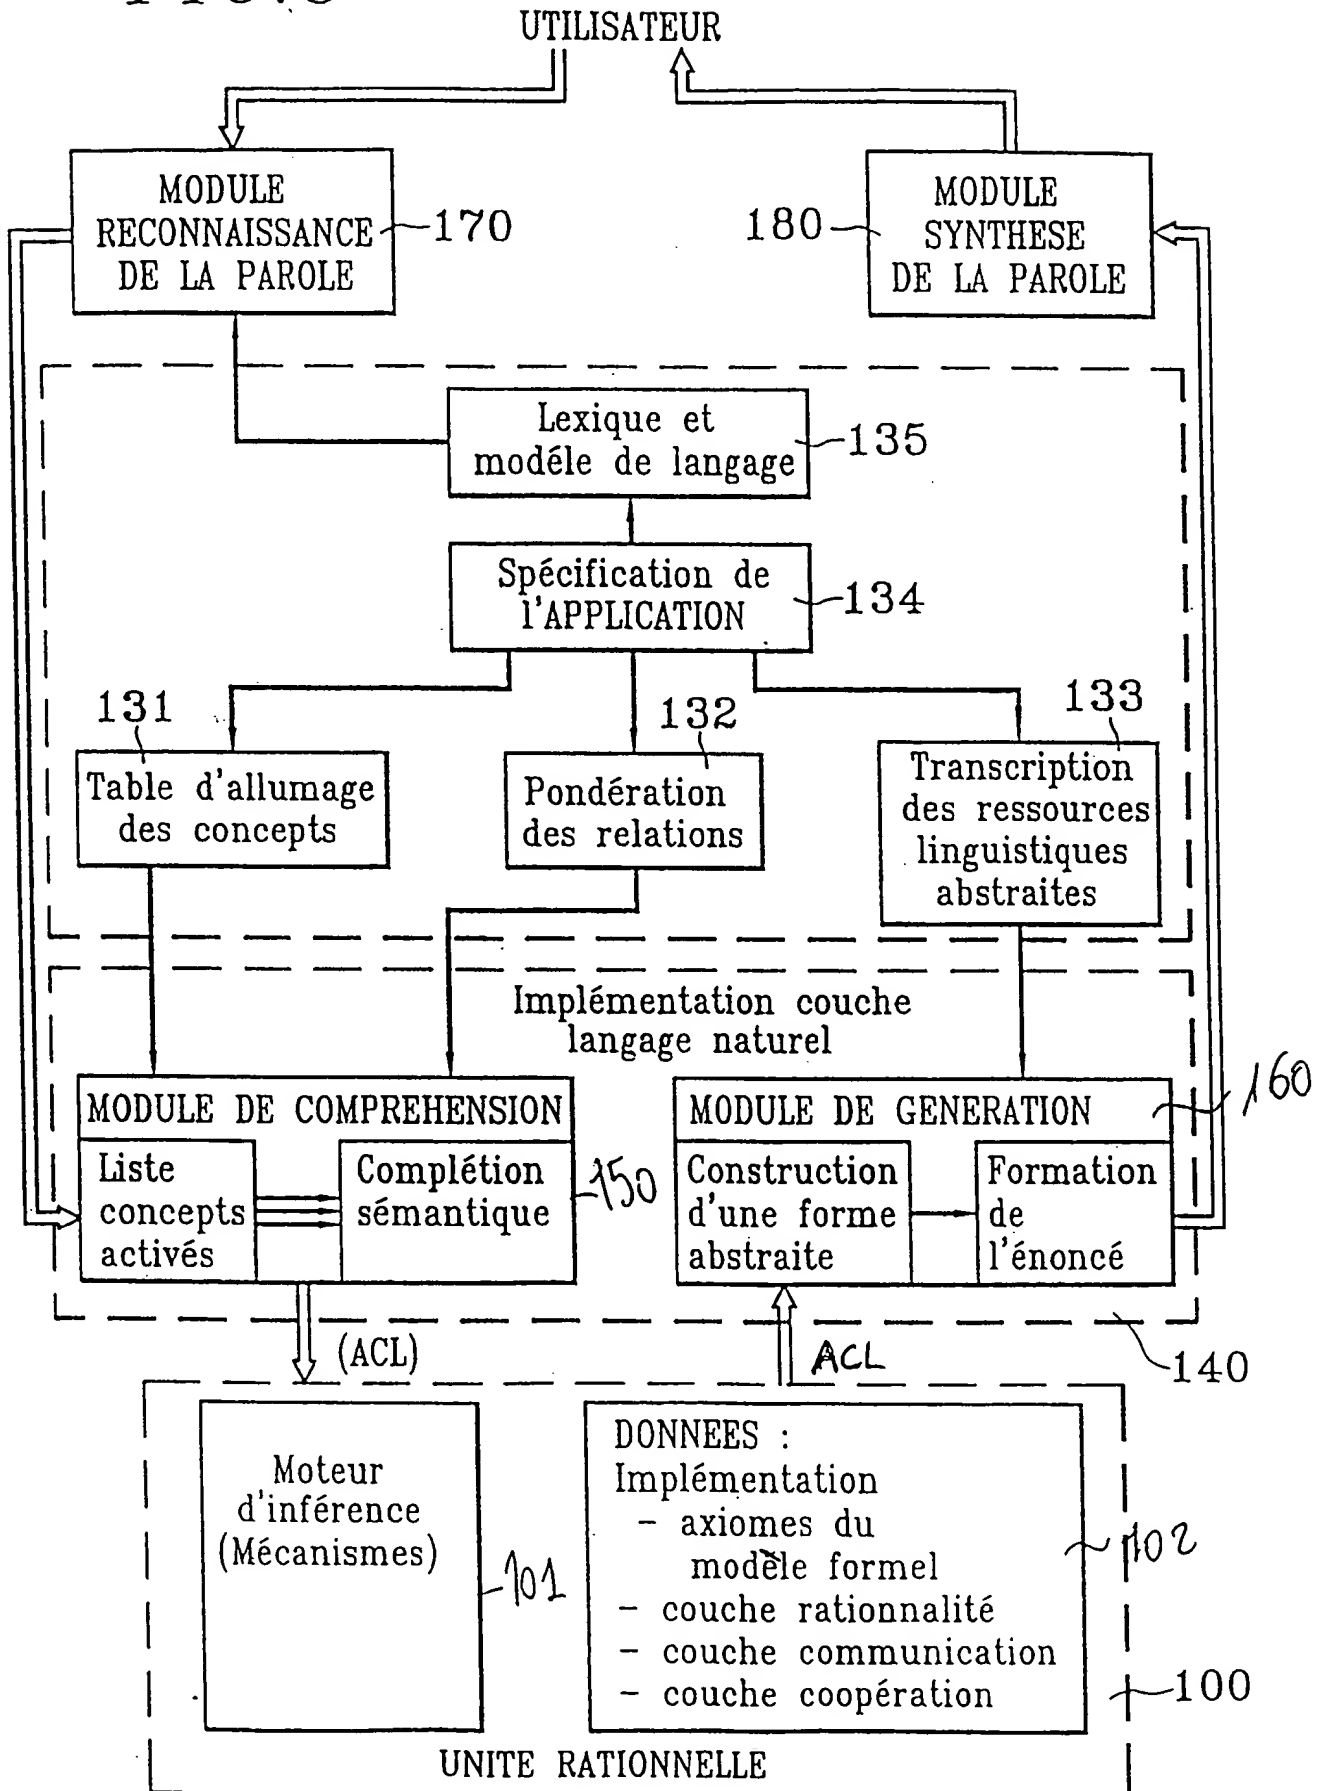 UTILISATEUR
MODULE
RECONNAISSANCE
DE LA PAROLE
170
180
MODULE
SYNTHESE
DE LA PAROLE
Lexique et
modéle de langage
135
Spécification de
l'APPLICATION
134
131
132
133
Table d'allumage
des concepts
Pondération
des relations
Transcription
des ressources
linguistiques
abstraites
Implémentation couche
langage naturel
MODULE DE COMPREHENSION
Liste
concepts
activés
Complétion
sémantique
150
MODULE DE GENERATION
160
Construction
d'une forme
abstraite
Formation
de
l'énoncé
(ACL)
ACL
140
Moteur
d'inférence
(Mécanismes)
101
DONNEES :
Implémentation
- axiomes du
modèle formel
- couche rationnalité
- couche communication
- couche coopération
102
100
UNITE RATIONNELLE